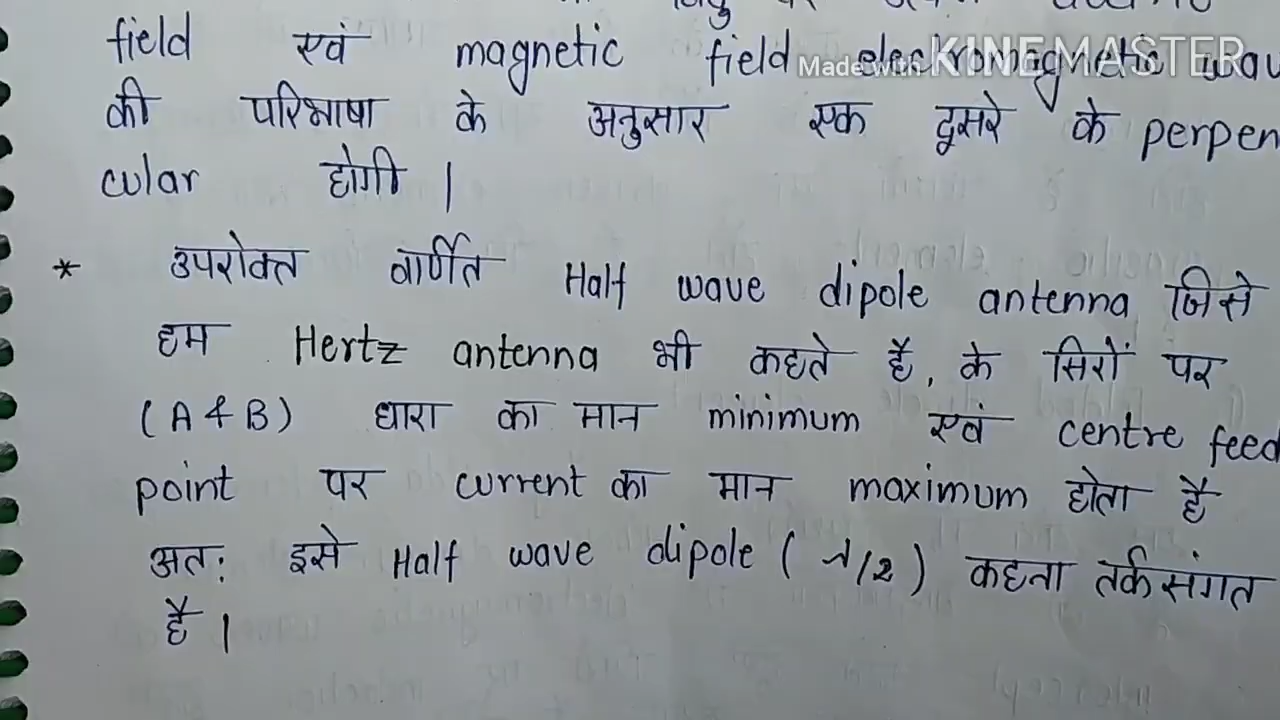 field एवं magnetic field electromagnetic wav
Made with KINEMASTER
की परिभाषा के अनुसार एक दूसरे के perpen
cular होगी |
* उपरोक्त वार्णित Half wave dipole antenna जिसे
हम Hertz antenna भी कहते है, के सिरों पर
(A & B) धारा का मान minimum एवं centre feed
point पर current का मान maximum होता है
अतः इसे Half wave dipole ( λ/2 ) कहना तर्कसंगत
है |